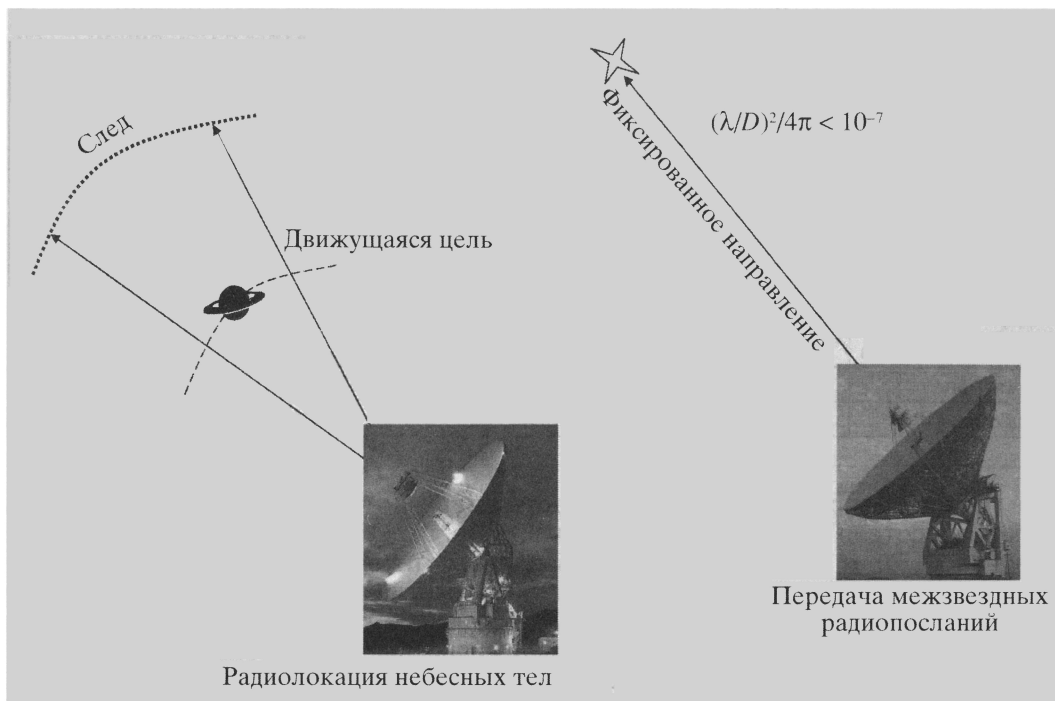 След
Движущаяся цель
Радиолокация небесных тел
Фиксированное направление
(λ/D)²/4π < 10⁻⁷
Передача межзвездных
радиопосланий